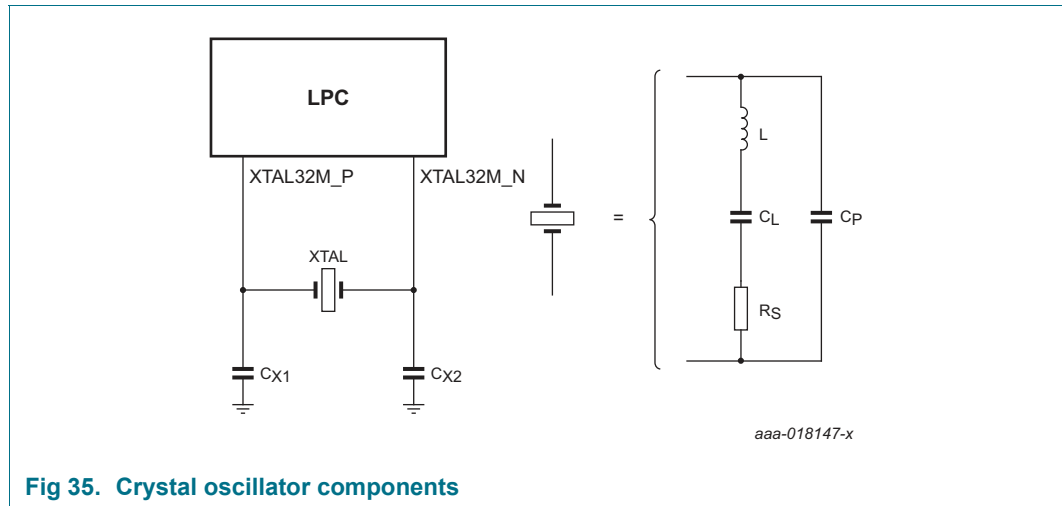 LPC
XTAL32M_P
XTAL32M_N
XTAL
CX1
CX2
=
L
CL
CP
RS
aaa-018147-x
Fig 35. Crystal oscillator components